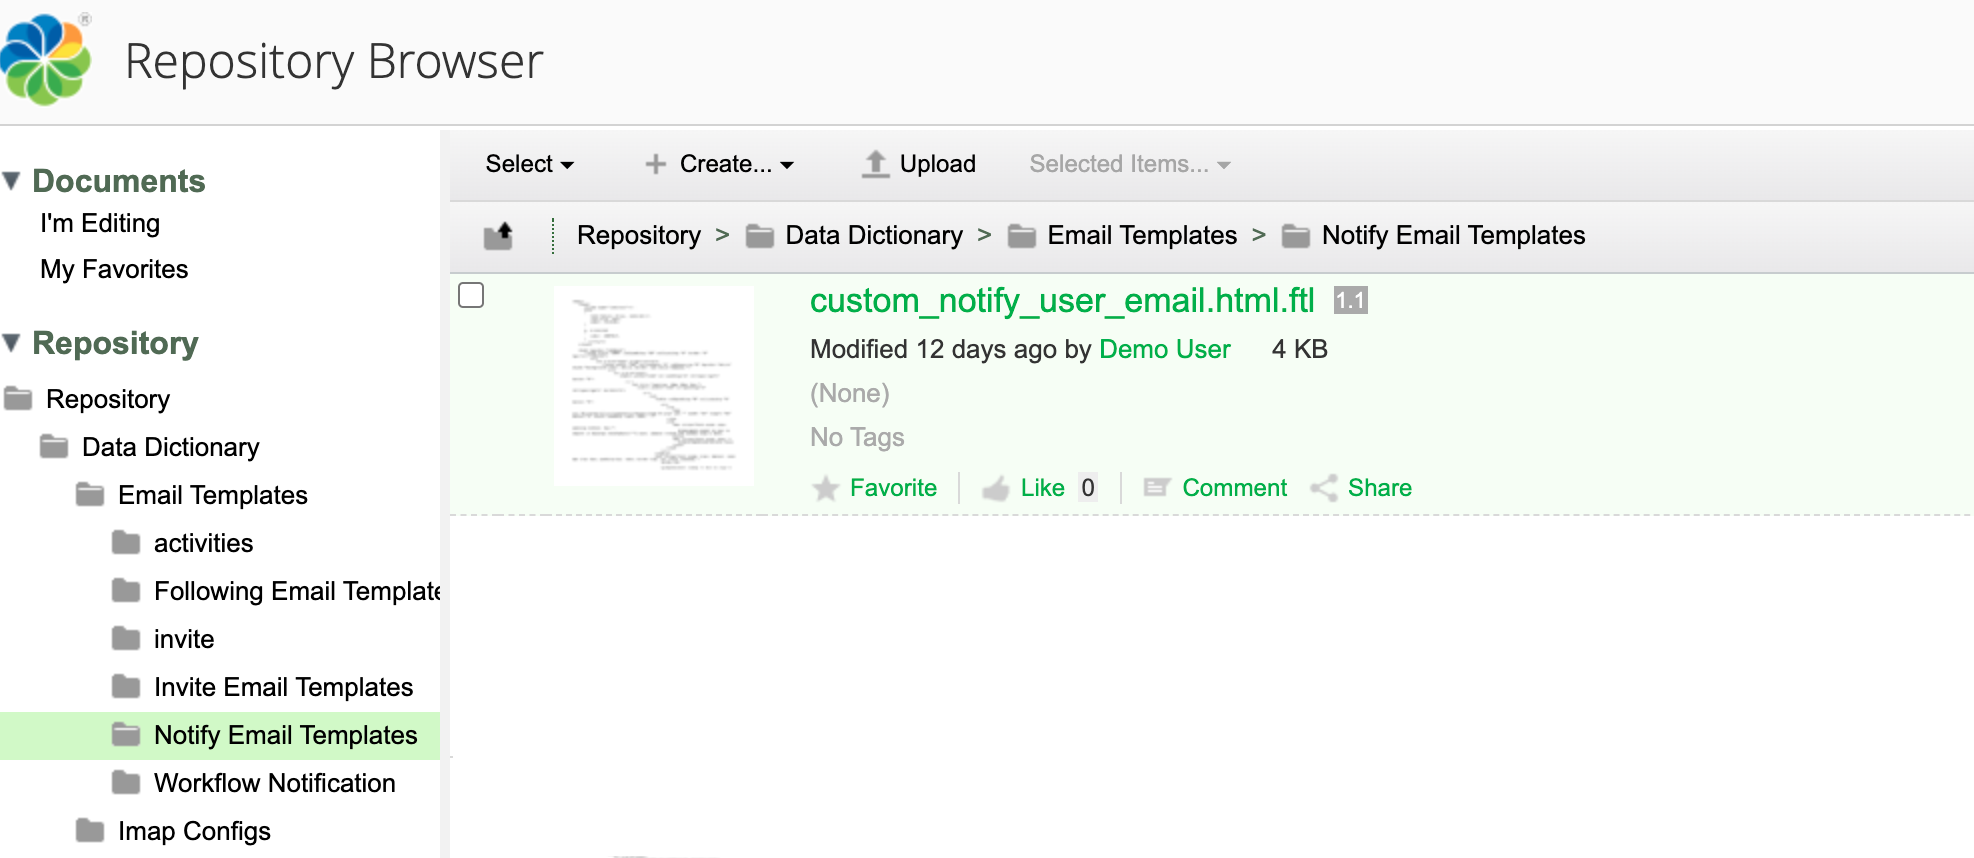 Repository Browser
Documents
I'm Editing
My Favorites
Repository
Repository
Data Dictionary
Email Templates
activities
Following Email Template
invite
Invite Email Templates
Notify Email Templates
Workflow Notification
Imap Configs
Select Create... Upload Selected Items...
Repository > Data Dictionary > Email Templates > Notify Email Templates
custom_notify_user_email.html.ftl 1.1
Modified 12 days ago by Demo User 4 KB
(None)
No Tags
Favorite Like 0 Comment Share